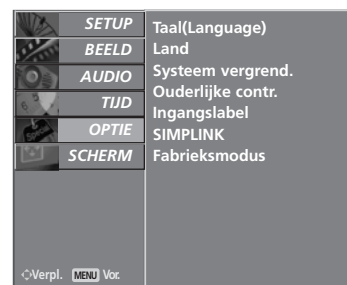 SETUP
BEELD
AUDIO
TIJD
OPTIE
SCHERM
Taal(Language)
Land
Systeem vergrend.
Ouderlijke contr.
Ingangslabel
SIMPLINK
Fabrieksmodus
Verpl. MENU Vor.